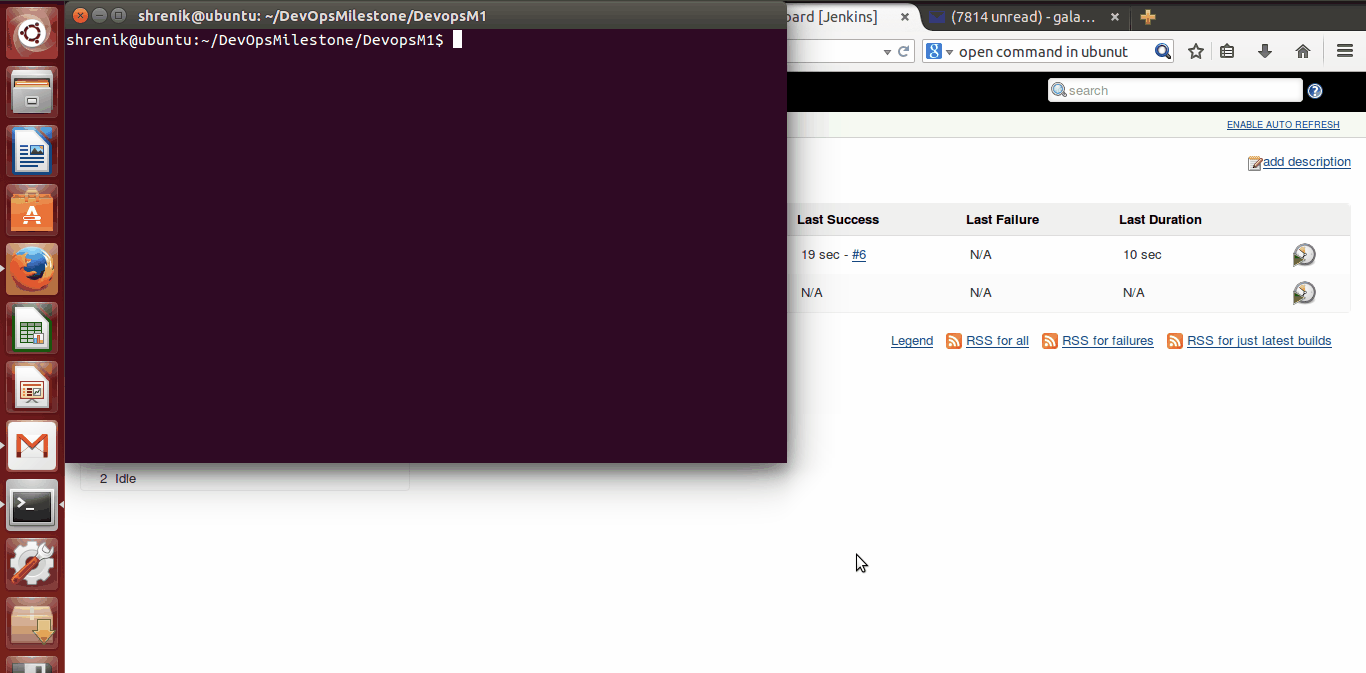 shrenik@ubuntu: ~/DevOpsMilestone/DevopsM1
shrenik@ubuntu:~/DevOpsMilestone/DevopsM1$
oard [Jenkins]
(7814 unread) - gala...
open command in ubunut
search
ENABLE AUTO REFRESH
add description
Last Success Last Failure Last Duration
19 sec - #6 N/A 10 sec
N/A N/A N/A
Legend RSS for all RSS for failures RSS for just latest builds
2 Idle